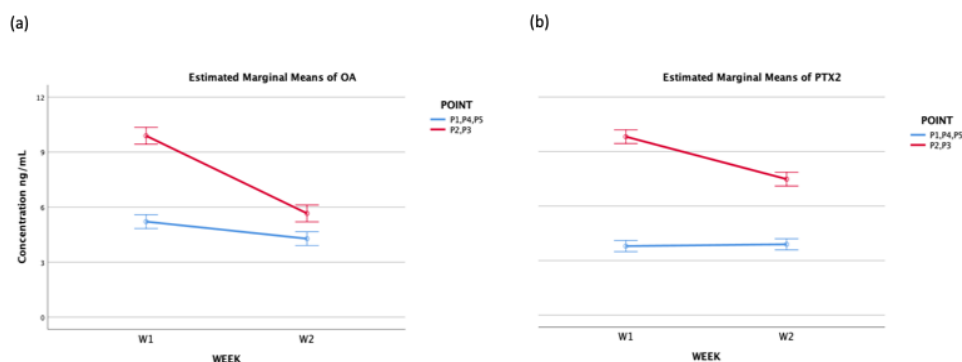 (a)
Estimated Marginal Means of OA
12
9
6
3
0
Concentration ng/mL
W1
W2
WEEK
POINT
P1,P4,P5
P2,P3
(b)
Estimated Marginal Means of PTX2
W1
W2
WEEK
POINT
P1,P4,P5
P2,P3